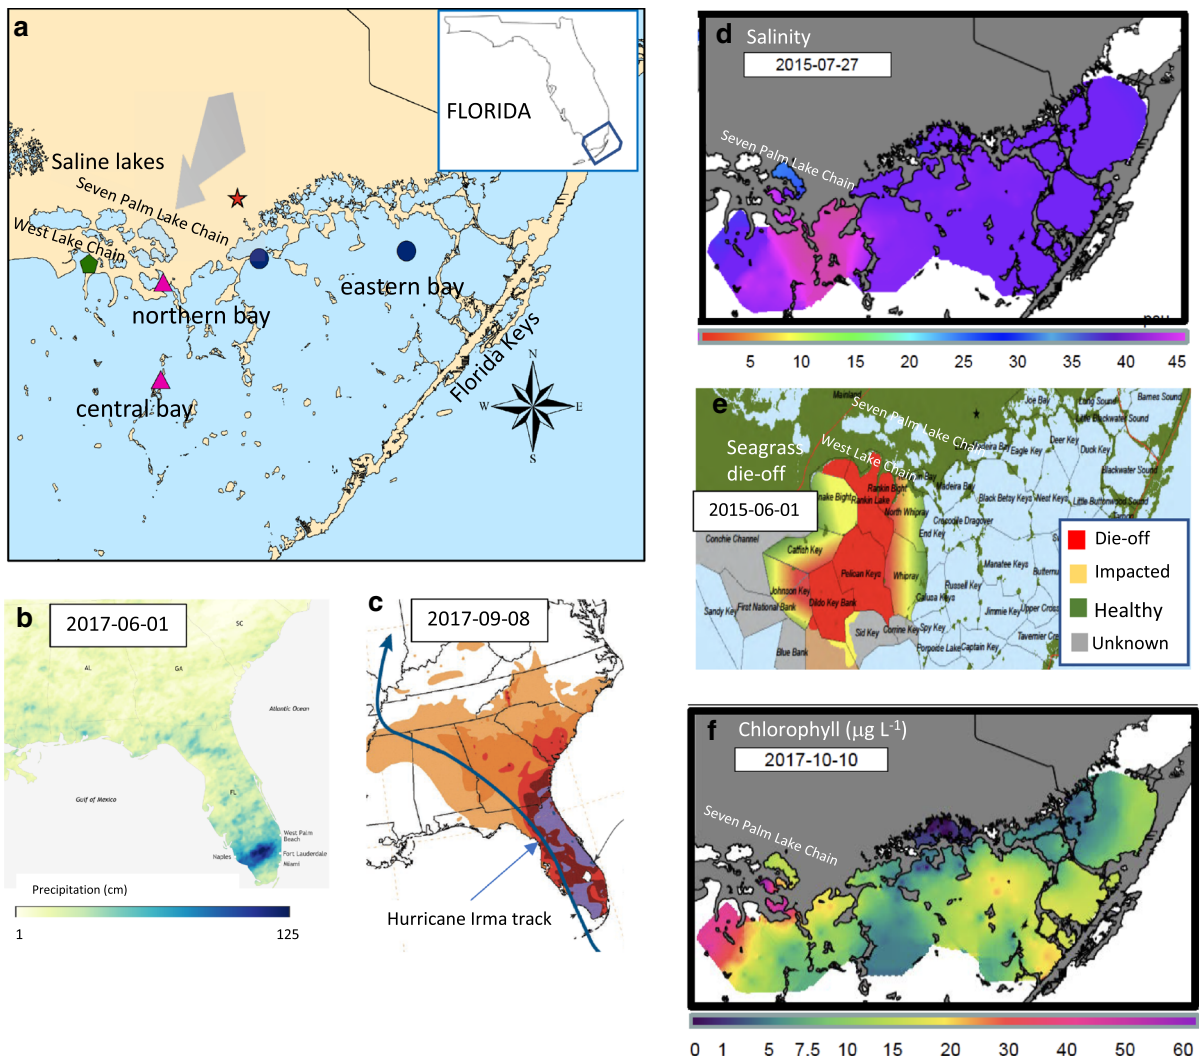 a
FLORIDA
Saline lakes
Seven Palm Lake Chain
West Lake Chain
eastern bay
northern bay
central bay
Florida Keys
N
W
E
S
b
2017-06-01
SC
AL
GA
Atlantic Ocean
FL
Gulf of Mexico
West Palm
Beach
Naples
Fort Lauderdale
Miami
Precipitation (cm)
1
125
c
2017-09-08
Hurricane Irma track
d
Salinity
2015-07-27
Seven Palm Lake Chain
psu
5
10
15
20
25
30
35
40
45
e
Mainland
Seven Palm Lake Chain
West Lake Chain
Seagrass
die-off
2015-06-01
Joe Bay
Long Sound
Barnes Sound
Little Blackwater Sound
Deer Key
Eagle Key
Duck Key
Blackwater Sound
Madeira Bay
Rankin Bight
Rankin Lake
Black Betsy Keys
Nest Keys
Little Buttonwood Sound
North Whipray
Crocodile Dragover
End Key
Conchie Channel
Catfish Key
Manatee Keys
Pelican Keys
Whipray
Russell Key
Johnson Key
Calusa Keys
Sandy Key
First National Bank
Dildo Key Bank
Jimmie Key
Upper Cross
Sid Key
Corrine Key
Spy Key
Blue Bank
Porpoise Lake
Captain Key
Die-off
Impacted
Healthy
Unknown
f
Chlorophyll (µg L-1)
2017-10-10
Seven Palm Lake Chain
0
1
5
7.5
10
15
20
30
40
50
60